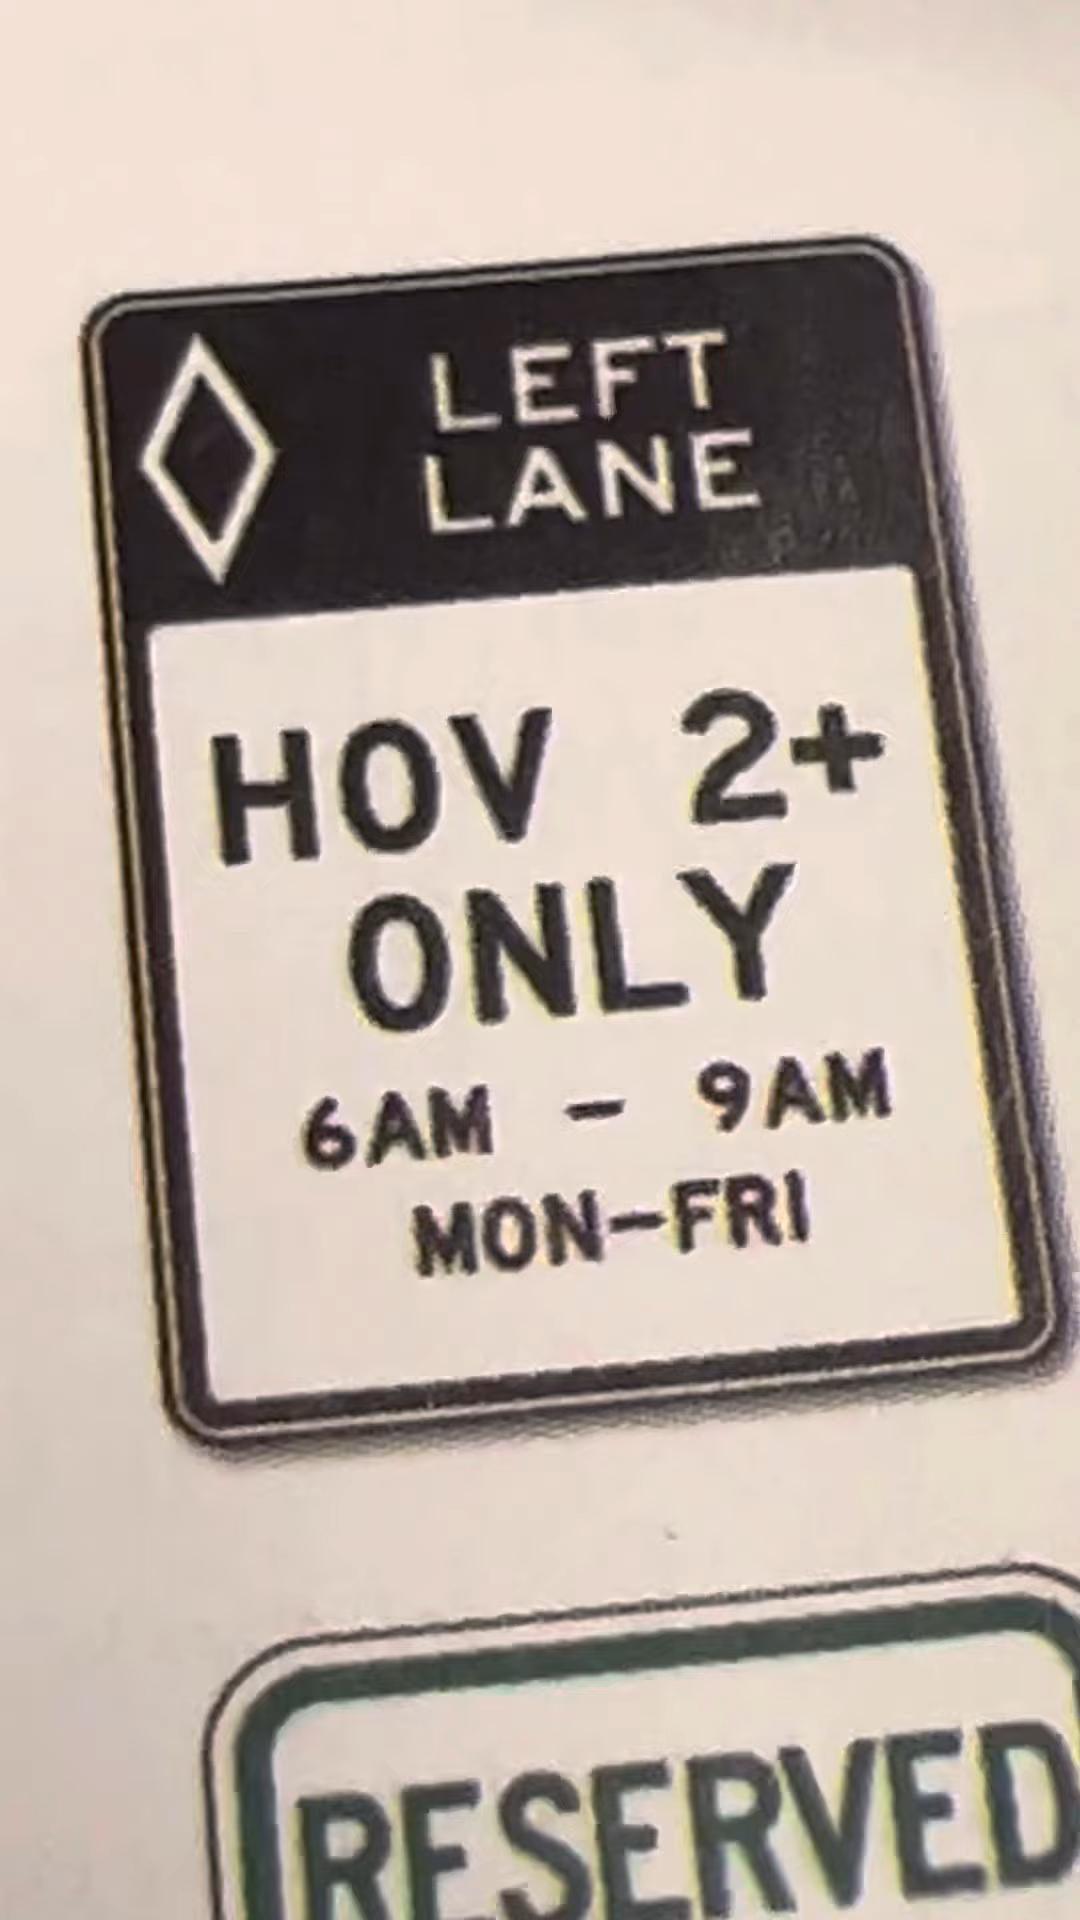 LEFT
LANE
HOV 2+
ONLY
6AM – 9AM
MON–FRI
RESERVED